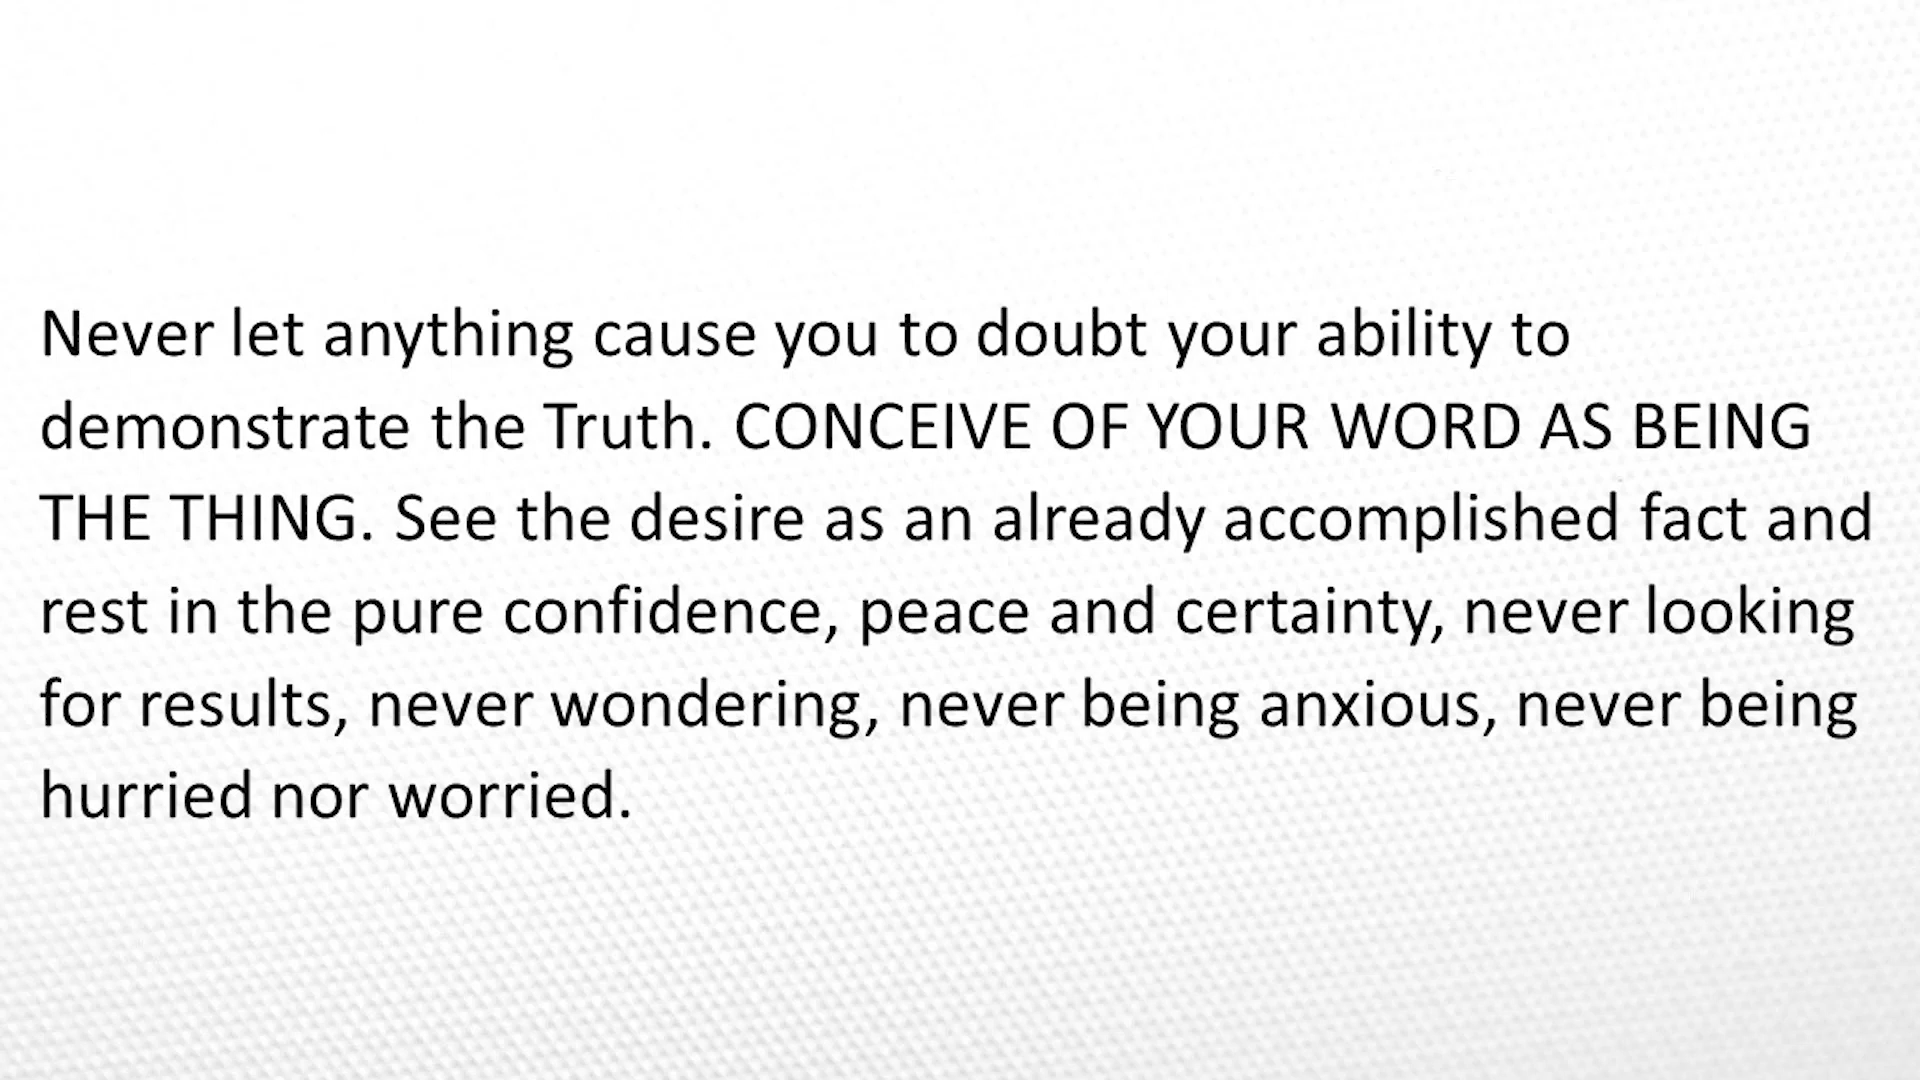 Never let anything cause you to doubt your ability to
demonstrate the Truth. CONCEIVE OF YOUR WORD AS BEING
THE THING. See the desire as an already accomplished fact and
rest in the pure confidence, peace and certainty, never looking
for results, never wondering, never being anxious, never being
hurried nor worried.